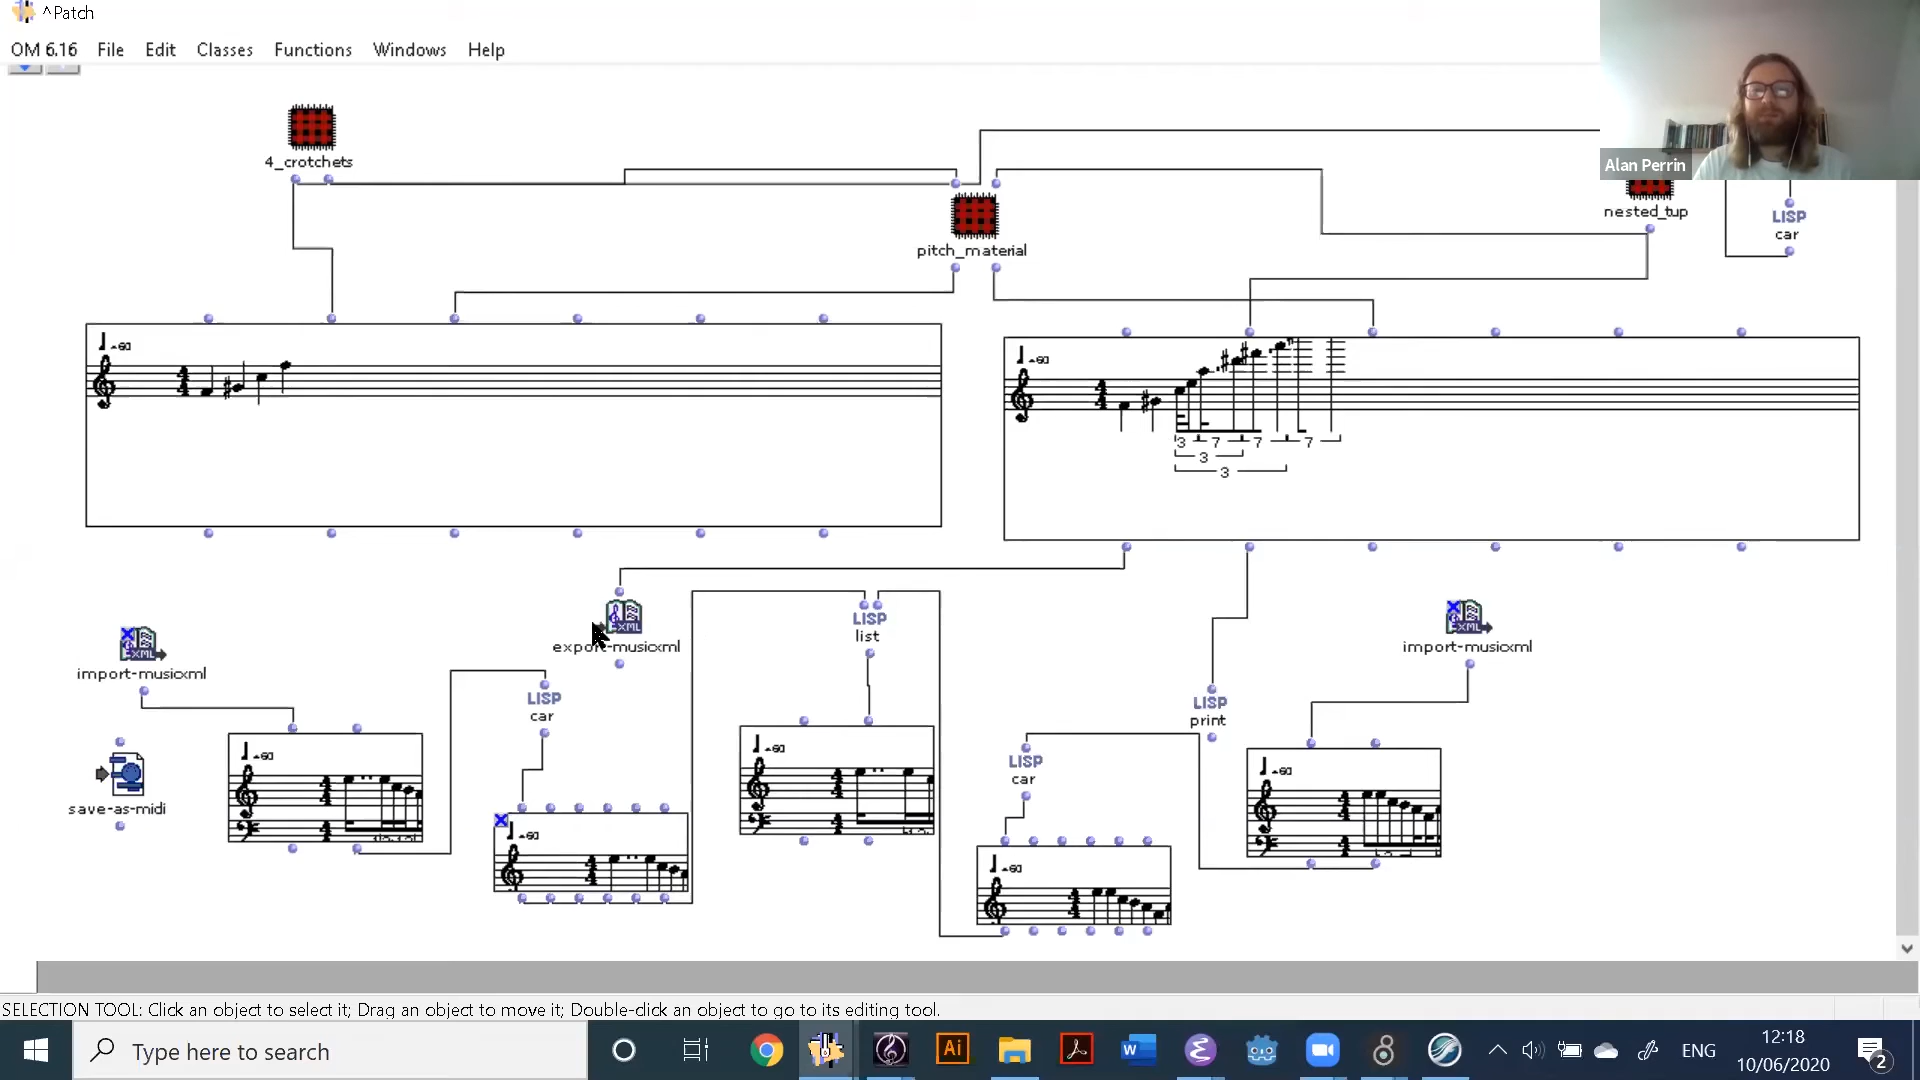 ^Patch
OM 6.16 File Edit Classes Functions Windows Help
Alan Perrin
4_crotchets
pitch_material
nested_tup
LISP
car
=60
=60
3 7 7 7
3
3
import-musicxml
export-musicxml
LISP
list
import-musicxml
save-as-midi
LISP
car
LISP
print
LISP
car
=60
=60
=60
=60
=60
SELECTION TOOL: Click an object to select it; Drag an object to move it; Double-click an object to go to its editing tool.
Type here to search
Ai
W
ENG
12:18
10/06/2020
2